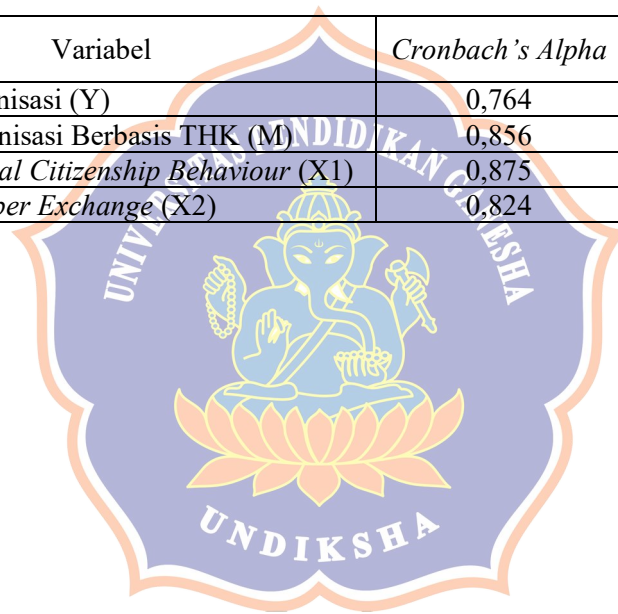 Variabel Cronbach's Alpha
nisasi (Y) 0,764
nisasi Berbasis THK (M) 0,856
al Citizenship Behaviour (X1) 0,875
ber Exchange (X2) 0,824
UNIVERSITAS PENDIDIKAN GANESHA
UNDIKSHA